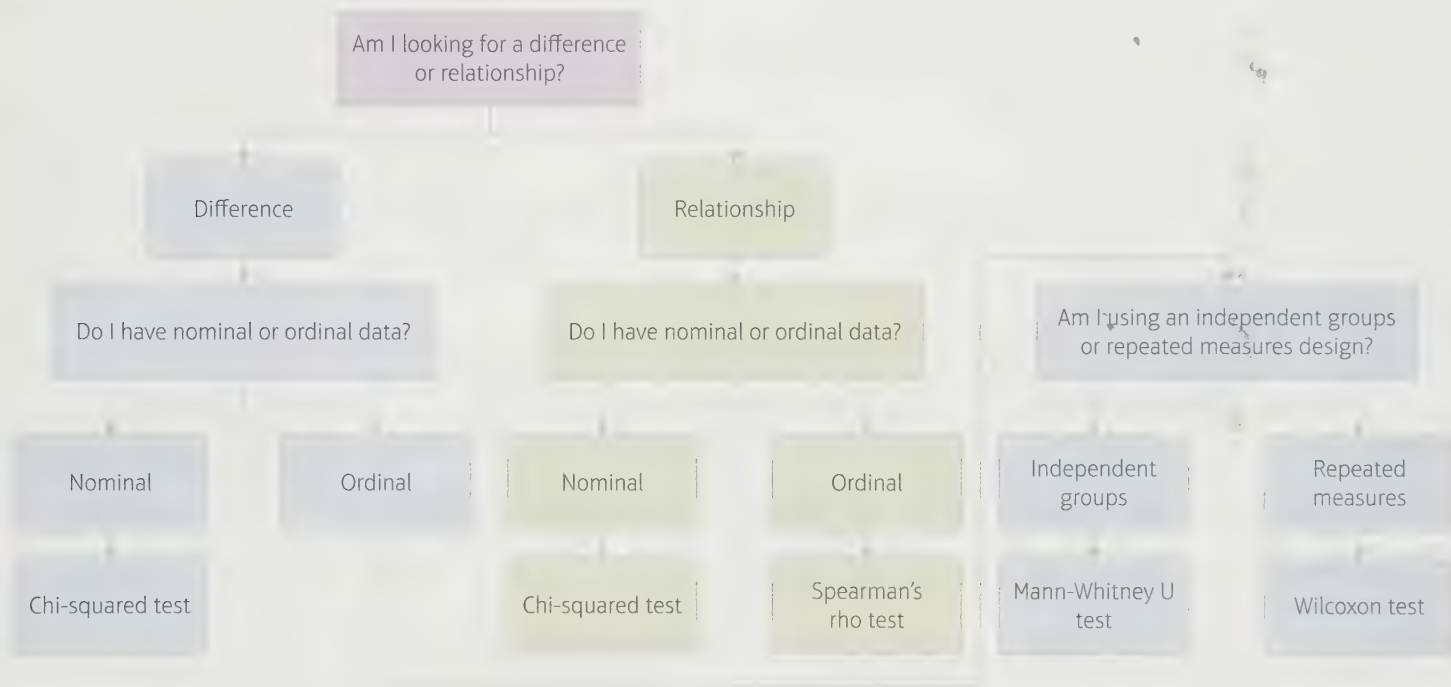 Am I looking for a difference
or relationship?
Difference
Relationship
Do I have nominal or ordinal data?
Do I have nominal or ordinal data?
Am I using an independent groups
or repeated measures design?
Nominal
Ordinal
Nominal
Ordinal
Independent
groups
Repeated
measures
Chi-squared test
Chi-squared test
Spearman's
rho test
Mann-Whitney U
test
Wilcoxon test